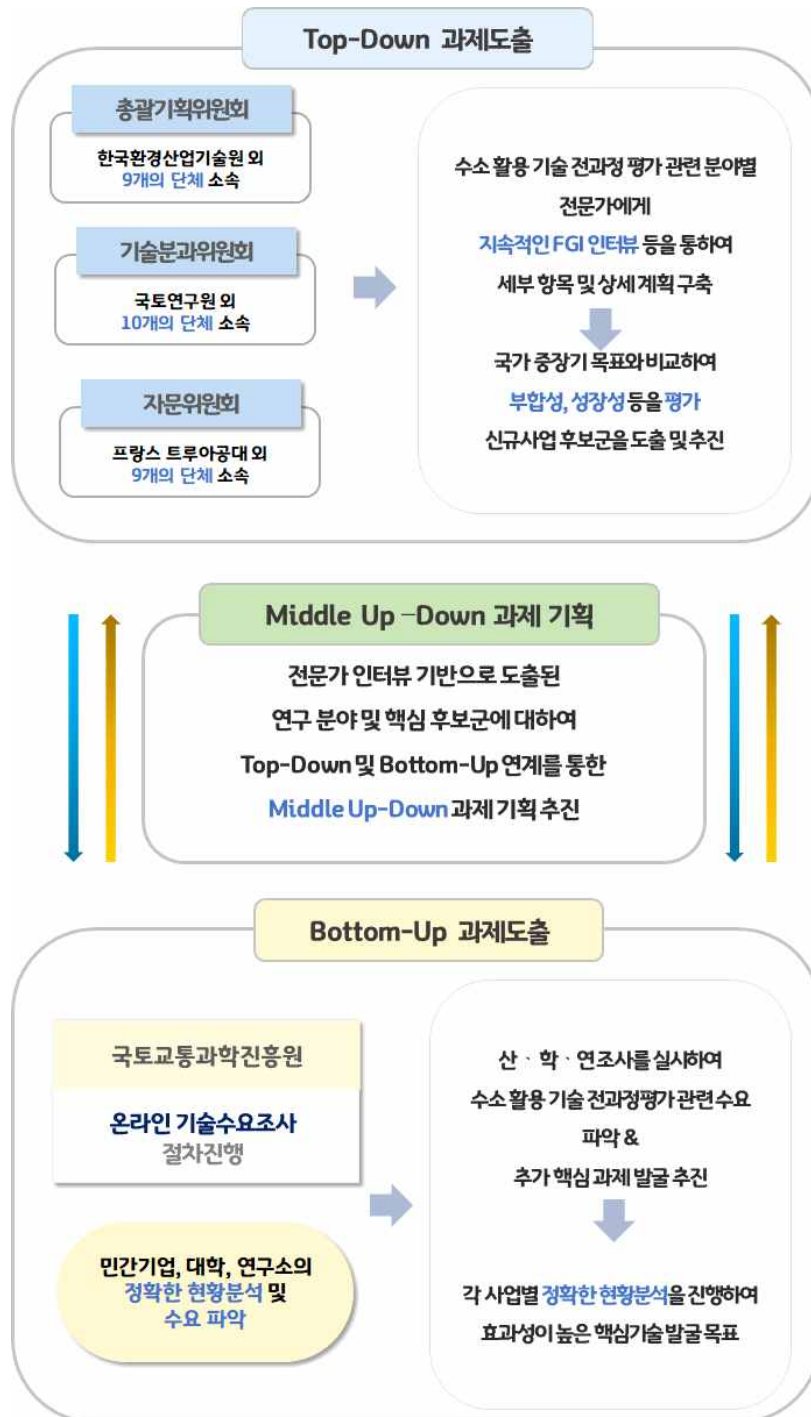 Top-Down 과제도출
총괄기획위원회
한국환경산업기술원 외
9개의 단체 소속
기술분과위원회
국토연구원 외
10개의 단체 소속
자문위원회
프랑스 트루아공대 외
9개의 단체 소속
수소 활용 기술 전과정 평가 관련 분야별
전문가에게
지속적인 FGI 인터뷰 등을 통하여
세부 항목 및 상세 계획 구축
국가 중장기 목표와 비교하여
부합성, 성장성 등을 평가
신규사업 후보군을 도출 및 추진
Middle Up –Down 과제 기획
전문가 인터뷰 기반으로 도출된
연구 분야 및 핵심 후보군에 대하여
Top-Down 및 Bottom-Up 연계를 통한
Middle Up-Down 과제 기획 추진
Bottom-Up 과제도출
국토교통과학진흥원
온라인 기술수요조사
절차진행
민간기업, 대학, 연구소의
정확한 현황분석 및
수요 파악
산ㆍ학ㆍ연 조사를 실시하여
수소 활용 기술 전과정평가 관련 수요
파악 &
추가 핵심 과제 발굴 추진
각 사업별 정확한 현황분석을 진행하여
효과성이 높은 핵심기술 발굴 목표